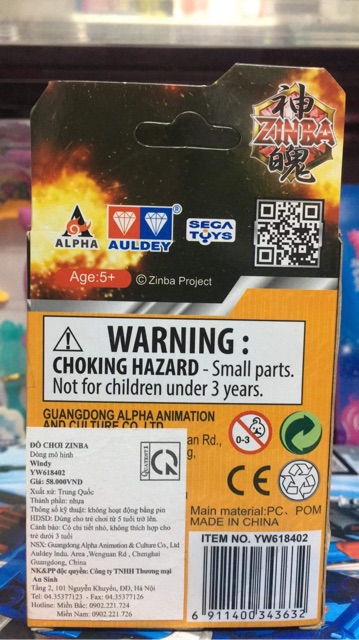 神
ZINBA
魄
ALPHA
AULDEY®
SEGA
TOYS
Age:5+
© Zinba Project
WARNING :
CHOKING HAZARD - Small parts.
Not for children under 3 years.
GUANGDONG ALPHA ANIMATION
AND CULTURE CO.,LTD
an Rd.,
g,
0-3
CE
Main material:PC、POM
MADE IN CHINA
ĐỒ CHƠI ZINBA
Dòng mô hình
Windy
YW618402
Giá: 58.000VND
Xuất xứ: Trung Quốc
Thành phần: nhựa
Thông số kỹ thuật: không hoạt động bằng pin
HDSD: Dùng cho trẻ chơi từ 5 tuổi trở lên.
Cảnh báo: Có chi tiết nhỏ, không thích hợp cho
trẻ dưới 3 tuổi
NSX: Guangdong Alpha Animation & Culture Co., Ltd
Auldey Indu. Area ,Wenguan Rd , Chenghai
Guangdong, China
NK&PP độc quyền: Công ty TNHH Thương mại
An Sinh
Tầng 2, 101 Nguyễn Khuyến, ĐĐ, Hà Nội
Tel: 04.35377123 - Fax: 04.35377126
Hotline: Miền Bắc: 0902.221.724
Miền Nam: 0902.221.726
ITEM NO. YW618402
6 911400 343632